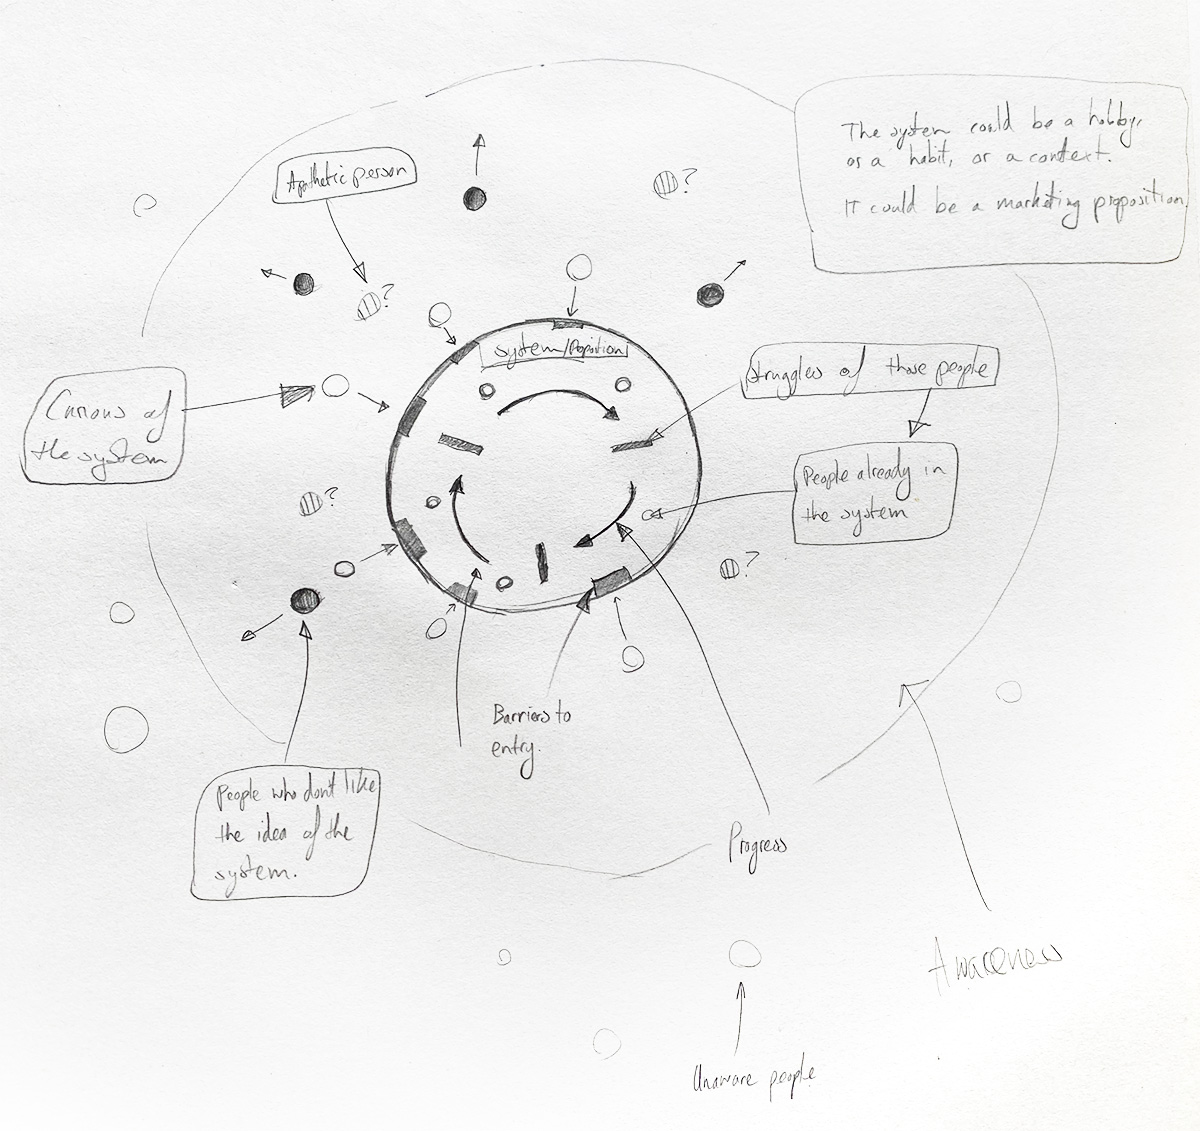 The system could be a hobby,
or a habit, or a context.
IT could be a marketing proposition
Apathetic person
?
?
?
System/Proposition
Struggles of those people
Curious of
the system
People already in
the system
?
?
Barriers to
entry.
People who dont like
the idea of the
system.
Progress
Awareness
Unaware people